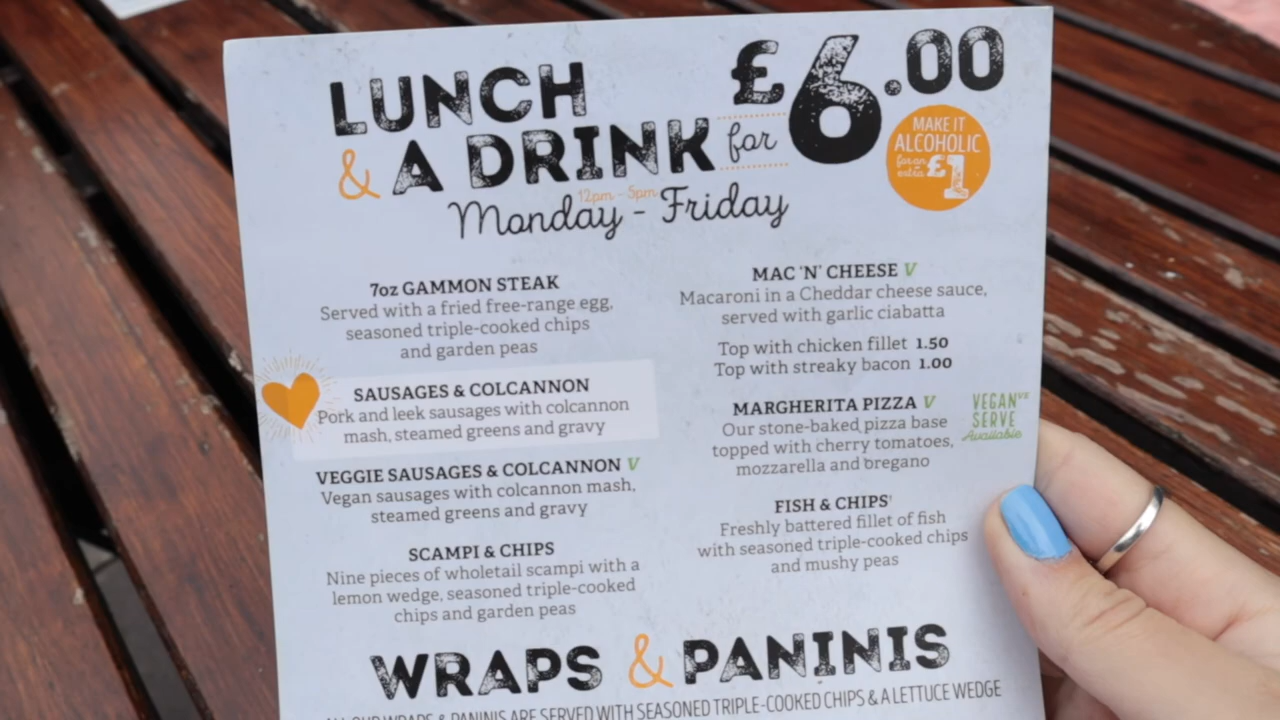 LUNCH
& A DRINK for £6.00
MAKE IT
ALCOHOLIC
for an
extra £1
12pm - 5pm
Monday - Friday
7oz GAMMON STEAK
Served with a fried free-range egg,
seasoned triple-cooked chips
and garden peas
SAUSAGES & COLCANNON
Pork and leek sausages with colcannon
mash, steamed greens and gravy
VEGGIE SAUSAGES & COLCANNON V
Vegan sausages with colcannon mash,
steamed greens and gravy
SCAMPI & CHIPS
Nine pieces of wholetail scampi with a
lemon wedge, seasoned triple-cooked
chips and garden peas
MAC 'N' CHEESE V
Macaroni in a Cheddar cheese sauce,
served with garlic ciabatta
Top with chicken fillet 1.50
Top with streaky bacon 1.00
MARGHERITA PIZZA V
Our stone-baked pizza base
topped with cherry tomatoes,
mozzarella and oregano
VEGAN
SERVE
Available
FISH & CHIPS
Freshly battered fillet of fish
with seasoned triple-cooked chips
and mushy peas
WRAPS & PANINIS
ALL OUR WRAPS & PANINIS ARE SERVED WITH SEASONED TRIPLE-COOKED CHIPS & A LETTUCE WEDGE